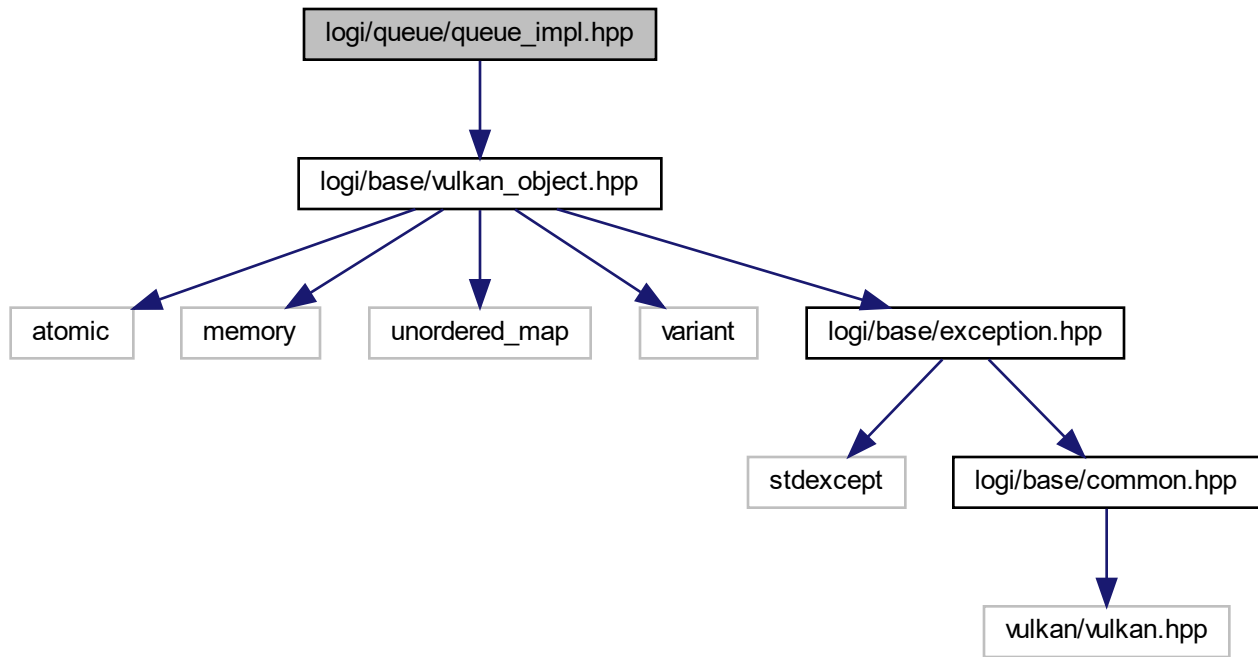 logi/queue/queue_impl.hpp
logi/base/vulkan_object.hpp
atomic
memory
unordered_map
variant
logi/base/exception.hpp
stdexcept
logi/base/common.hpp
vulkan/vulkan.hpp